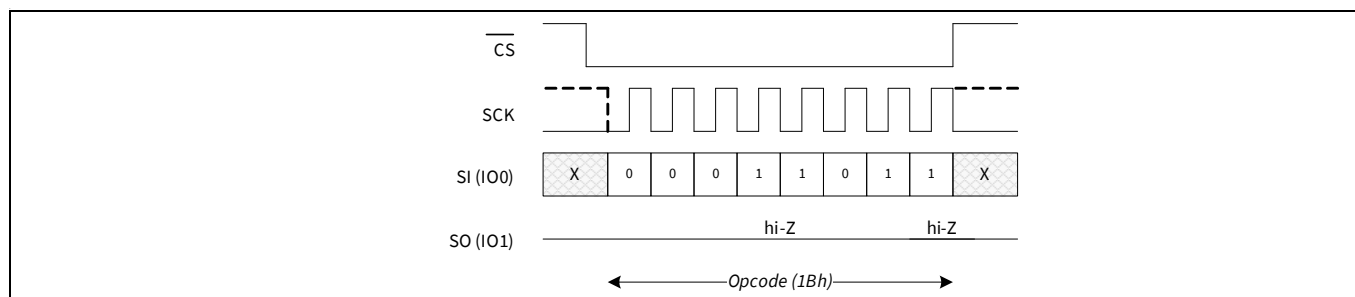 CS
SCK
SI (IO0) X 0 0 0 1 1 0 1 1 X
hi-Z hi-Z
SO (IO1)
Opcode (1Bh)